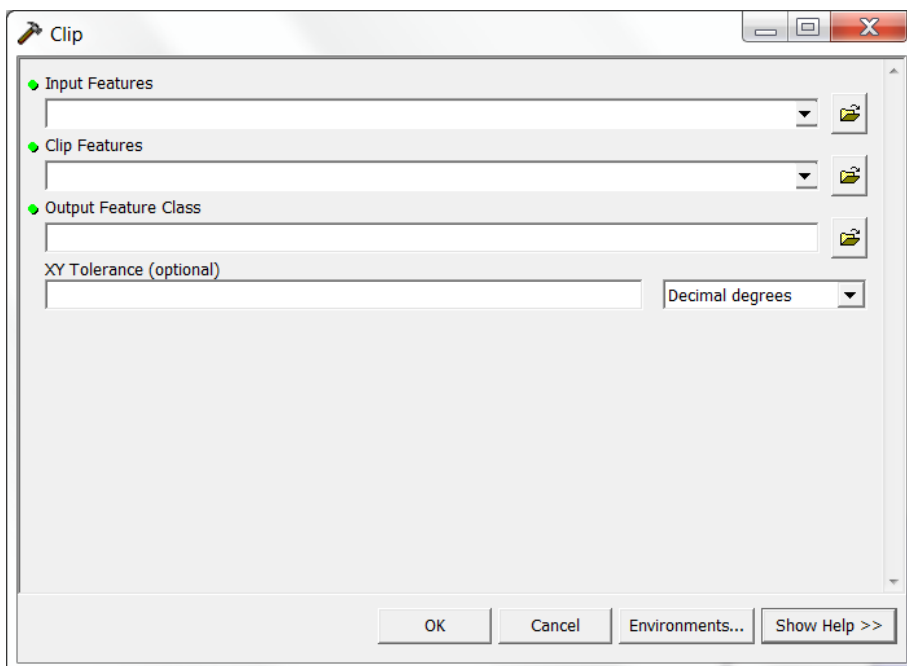 Clip
Input Features
Clip Features
Output Feature Class
XY Tolerance (optional)
Decimal degrees
OK Cancel Environments... Show Help >>